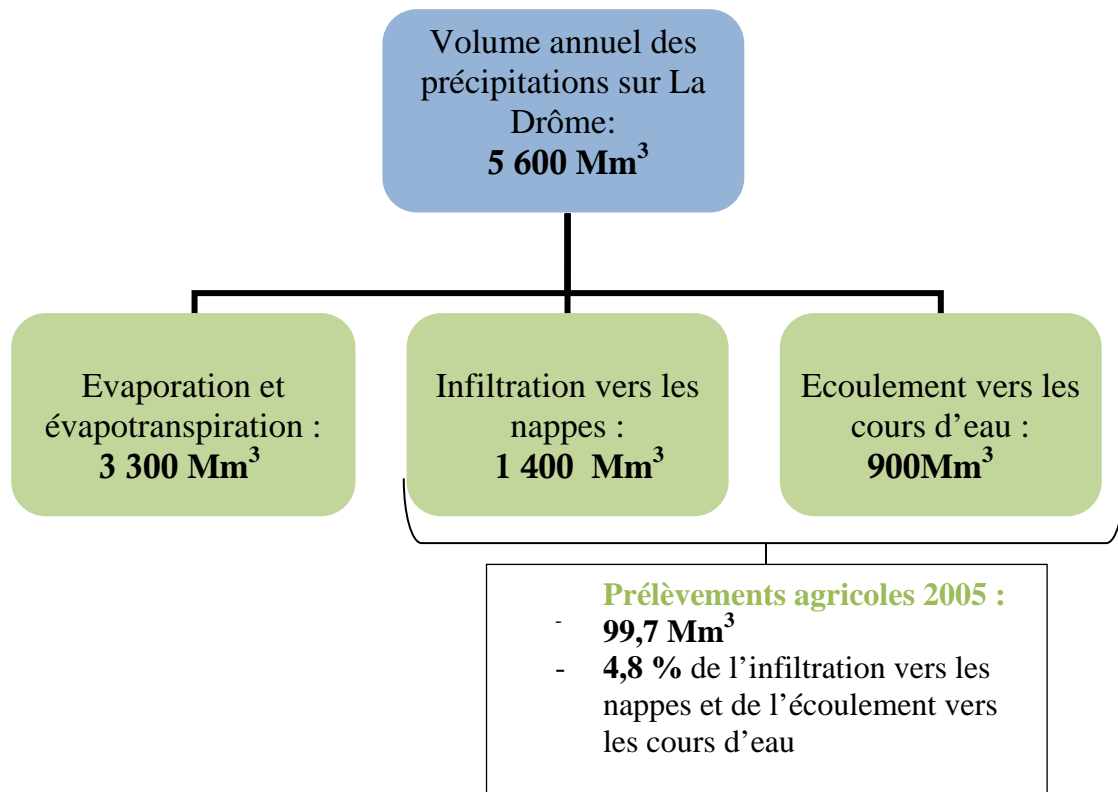 Volume annuel des
précipitations sur La
Drôme:
5 600 Mm³
Evaporation et
évapotranspiration :
3 300 Mm³
Infiltration vers les
nappes :
1 400 Mm³
Ecoulement vers les
cours d’eau :
900Mm³
Prélèvements agricoles 2005 :
- 99,7 Mm³
- 4,8 % de l’infiltration vers les
nappes et de l’écoulement vers
les cours d’eau